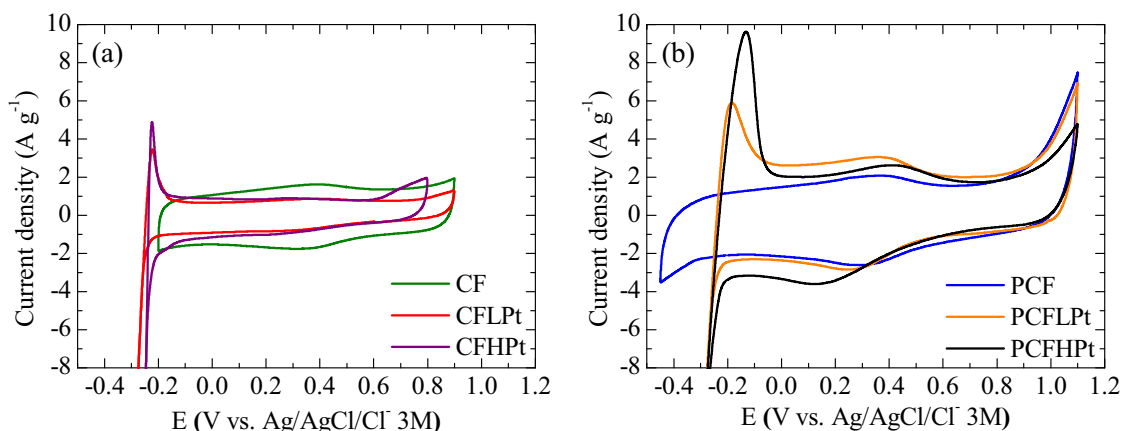 (a)
Current density (A g⁻¹)
10
8
6
4
2
0
-2
-4
-6
-8
CF
CFLPt
CFHPt
-0.4 -0.2 0.0 0.2 0.4 0.6 0.8 1.0 1.2
E (V vs. Ag/AgCl/Cl⁻ 3M)
(b)
Current density (A g⁻¹)
10
8
6
4
2
0
-2
-4
-6
-8
PCF
PCFLPt
PCFHPt
-0.4 -0.2 0.0 0.2 0.4 0.6 0.8 1.0 1.2
E (V vs. Ag/AgCl/Cl⁻ 3M)